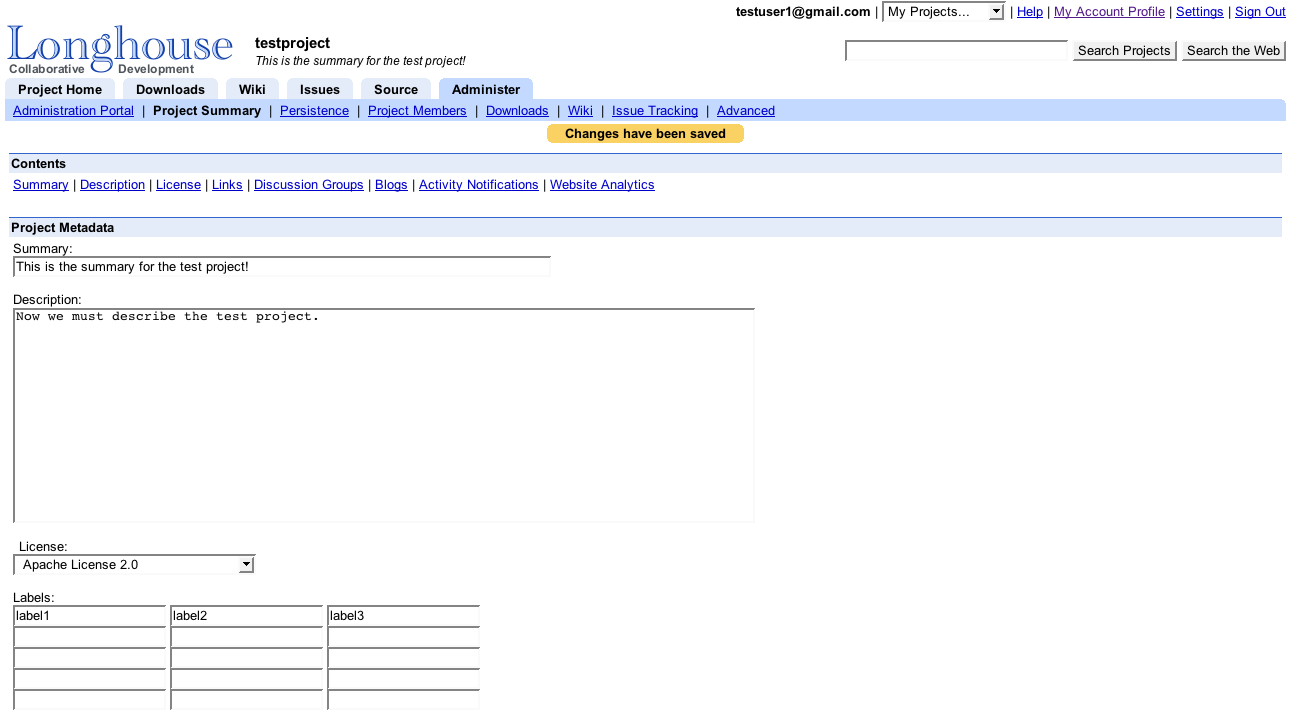 testuser1@gmail.com | My Projects... | Help | My Account Profile | Settings | Sign Out
Longhouse
Collaborative Development
testproject
This is the summary for the test project!
Search Projects Search the Web
Project Home Downloads Wiki Issues Source Administer
Administration Portal | Project Summary | Persistence | Project Members | Downloads | Wiki | Issue Tracking | Advanced
Changes have been saved
Contents
Summary | Description | License | Links | Discussion Groups | Blogs | Activity Notifications | Website Analytics
Project Metadata
Summary:
This is the summary for the test project!
Description:
Now we must describe the test project.
License:
Apache License 2.0
Labels:
label1 label2 label3